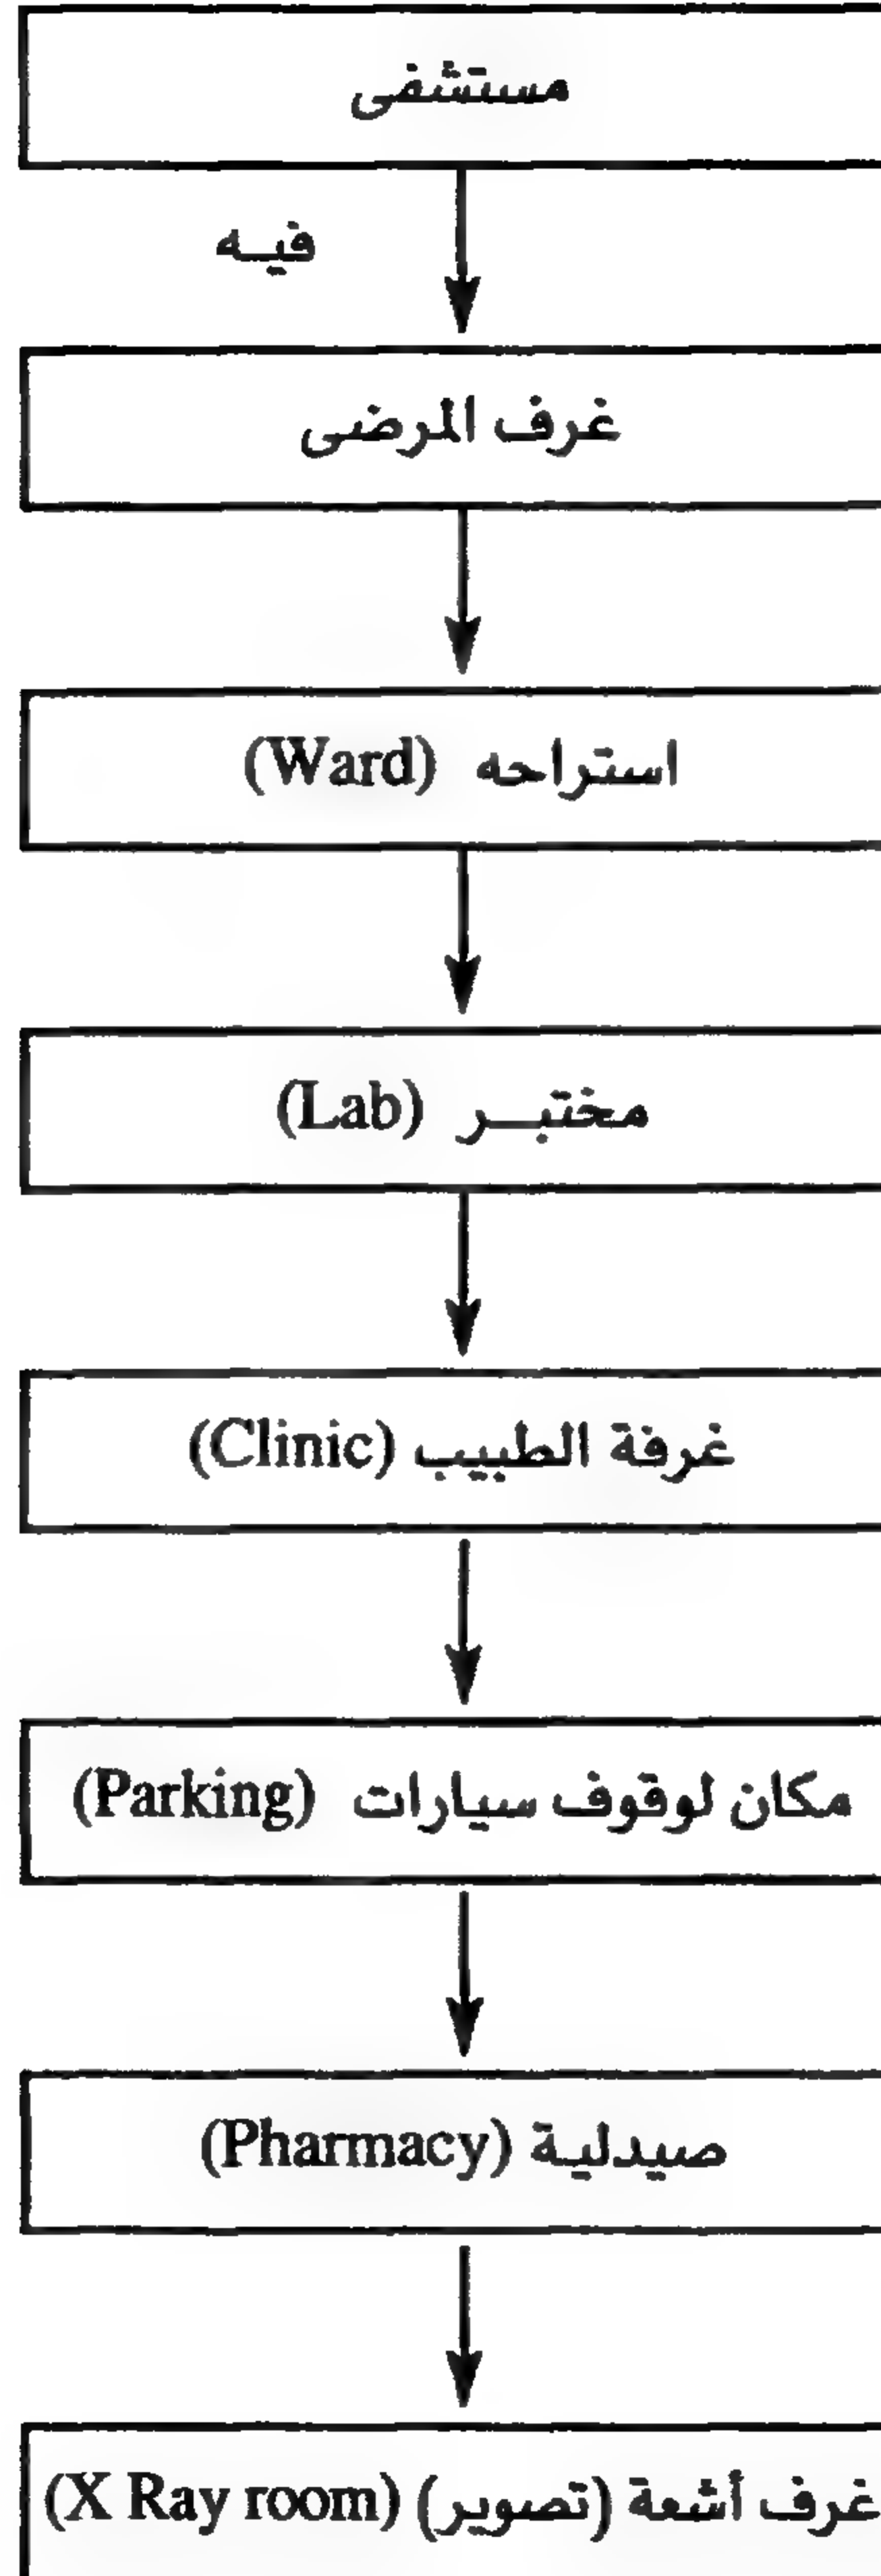 مستشفى
فيه
غرف المرضى
استراحه (Ward)
مختبر (Lab)
غرفة الطبيب (Clinic)
مكان لوقوف سيارات (Parking)
صيدلية (Pharmacy)
غرف أشعة (تصوير) (X Ray room)